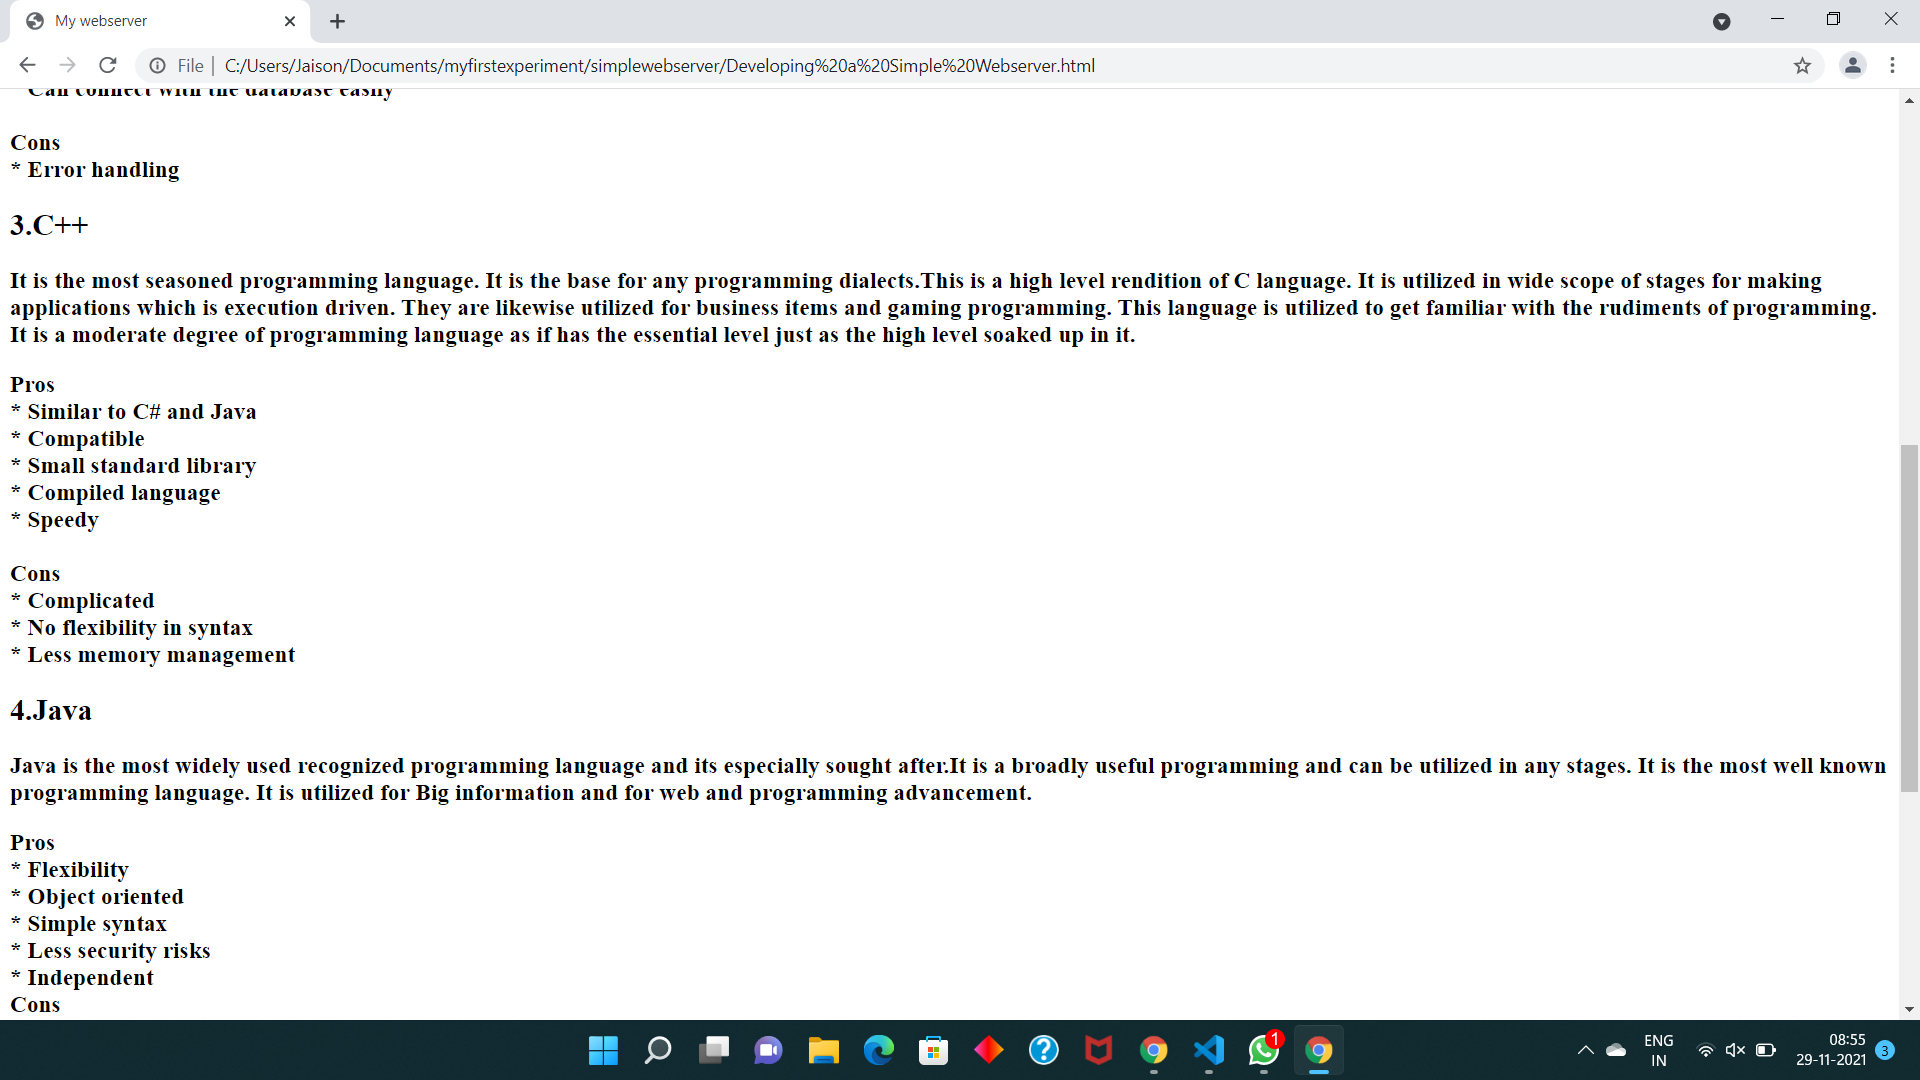 My webserver
File | C:/Users/Jaison/Documents/myfirstexperiment/simplewebserver/Developing%20a%20Simple%20Webserver.html
Can connect with the database easily
Cons
* Error handling
3.C++
It is the most seasoned programming language. It is the base for any programming dialects.This is a high level rendition of C language. It is utilized in wide scope of stages for making
applications which is execution driven. They are likewise utilized for business items and gaming programming. This language is utilized to get familiar with the rudiments of programming.
It is a moderate degree of programming language as if has the essential level just as the high level soaked up in it.
Pros
* Similar to C# and Java
* Compatible
* Small standard library
* Compiled language
* Speedy
Cons
* Complicated
* No flexibility in syntax
* Less memory management
4.Java
Java is the most widely used recognized programming language and its especially sought after.It is a broadly useful programming and can be utilized in any stages. It is the most well known
programming language. It is utilized for Big information and for web and programming advancement.
Pros
* Flexibility
* Object oriented
* Simple syntax
* Less security risks
* Independent
Cons
1
ENG
IN
08:55
29-11-2021
3